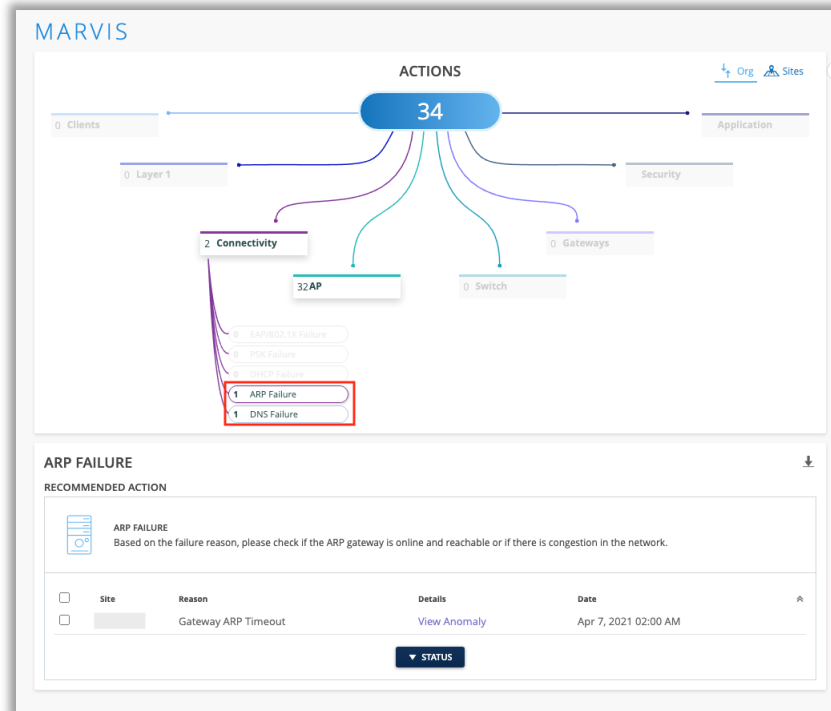 MARVIS
ACTIONS
Org Sites
34
0 Clients
Application
0 Layer 1
Security
2 Connectivity
0 Gateways
32 AP
0 Switch
0 EAP/802.1X Failure
0 PSK Failure
0 DHCP Failure
1 ARP Failure
1 DNS Failure
ARP FAILURE
RECOMMENDED ACTION
ARP FAILURE
Based on the failure reason, please check if the ARP gateway is online and reachable or if there is congestion in the network.
Site Reason Details Date
Gateway ARP Timeout View Anomaly Apr 7, 2021 02:00 AM
STATUS